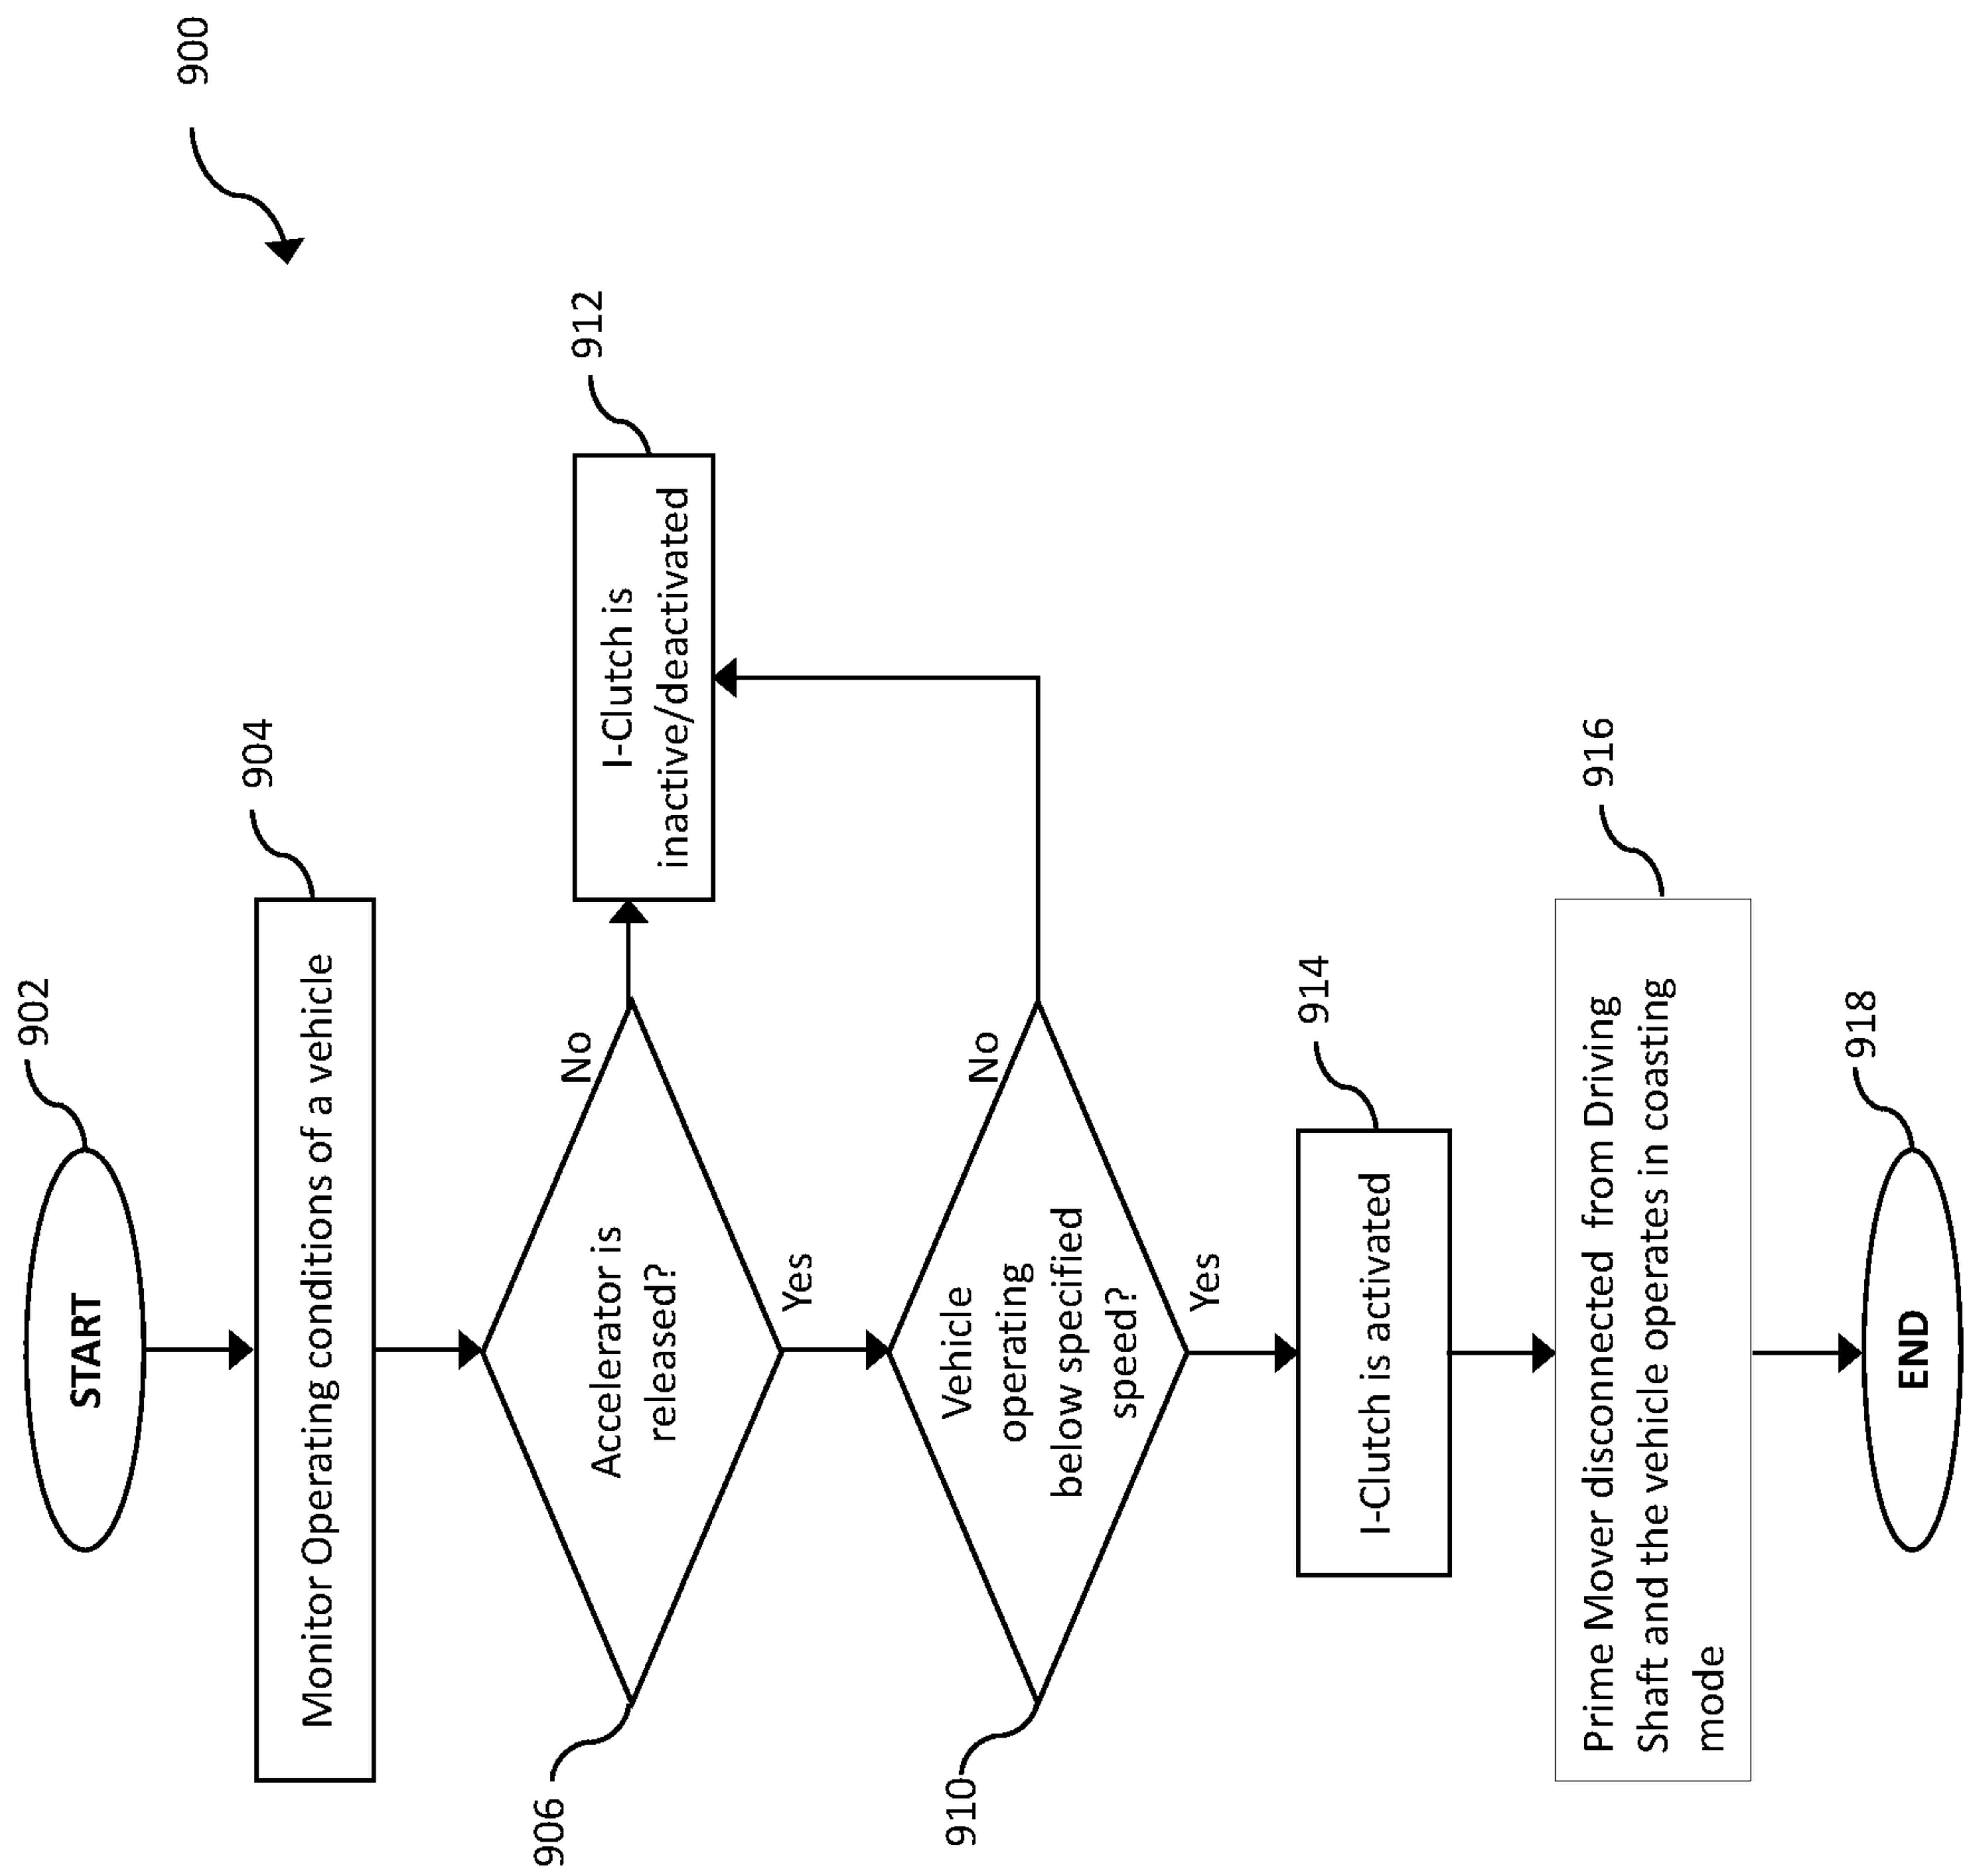 900
902
START
904
Monitor Operating conditions of a vehicle
906
Accelerator is
released?
No
Yes
912
I-Clutch is
inactive/deactivated
910
Vehicle
operating
below specified
speed?
No
Yes
914
I-Clutch is activated
916
Prime Mover disconnected from Driving
Shaft and the vehicle operates in coasting
mode
918
END